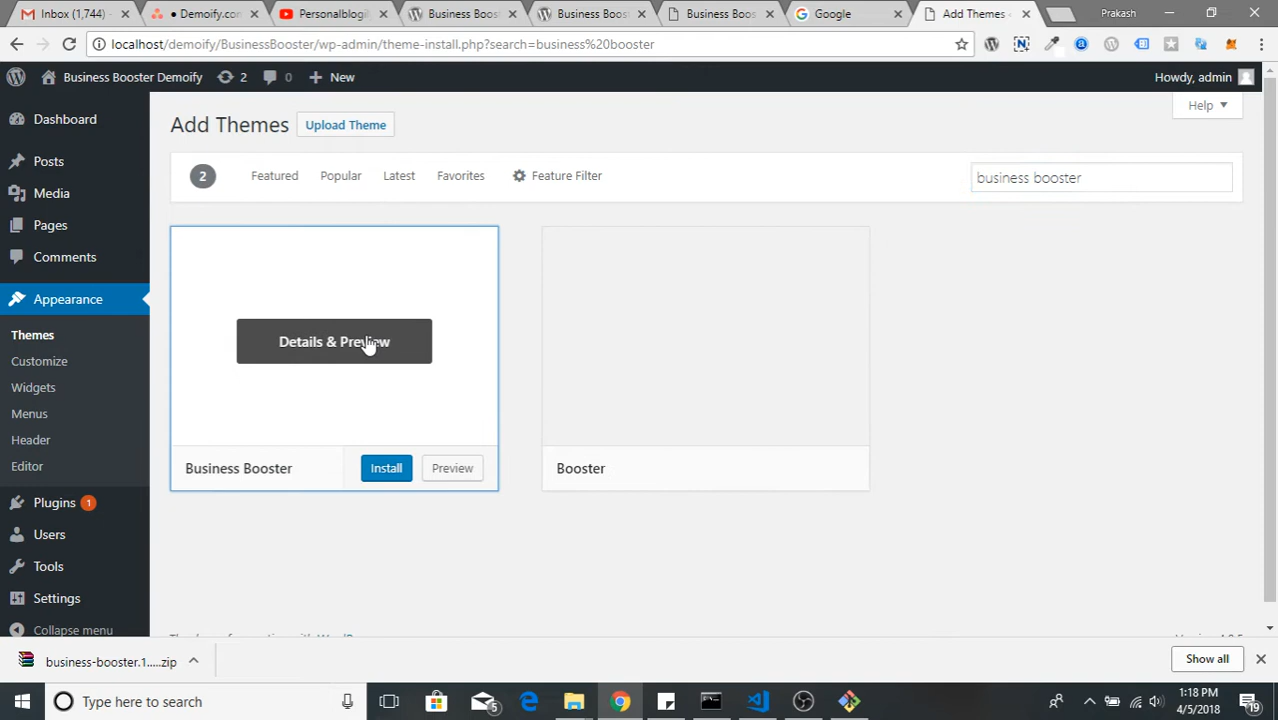 Inbox (1,744)
● Demoify.co
Personalblogil
Business Boos
Business Boos
Business Boos
Google
Add Themes
Prakash
localhost/demoify/BusinessBooster/wp-admin/theme-install.php?search=business%20booster
Business Booster Demoify 2 0 New
Howdy, admin
Help
Dashboard
Posts
Media
Pages
Comments
Appearance
Themes
Customize
Widgets
Menus
Header
Editor
Plugins 1
Users
Tools
Settings
Collapse menu
Add Themes Upload Theme
2 Featured Popular Latest Favorites Feature Filter
business booster
Details & Preview
Business Booster Install Preview
Booster
business-booster.1.....zip
Show all
Type here to search
5
1:18 PM
4/5/2018
19